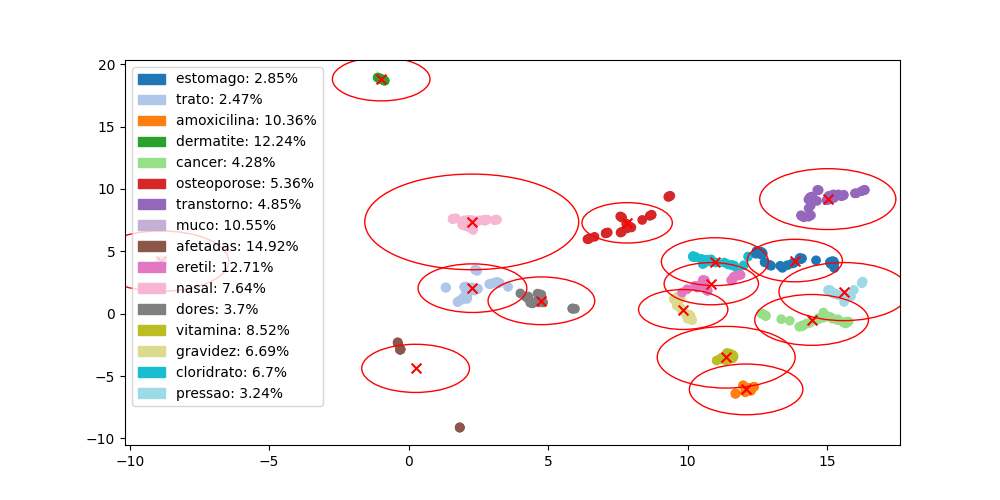 estomago: 2.85%
trato: 2.47%
amoxicilina: 10.36%
dermatite: 12.24%
cancer: 4.28%
osteoporose: 5.36%
transtorno: 4.85%
muco: 10.55%
afetadas: 14.92%
eretil: 12.71%
nasal: 7.64%
dores: 3.7%
vitamina: 8.52%
gravidez: 6.69%
cloridrato: 6.7%
pressao: 3.24%
20
15
10
5
0
−5
−10
−10 −5 0 5 10 15